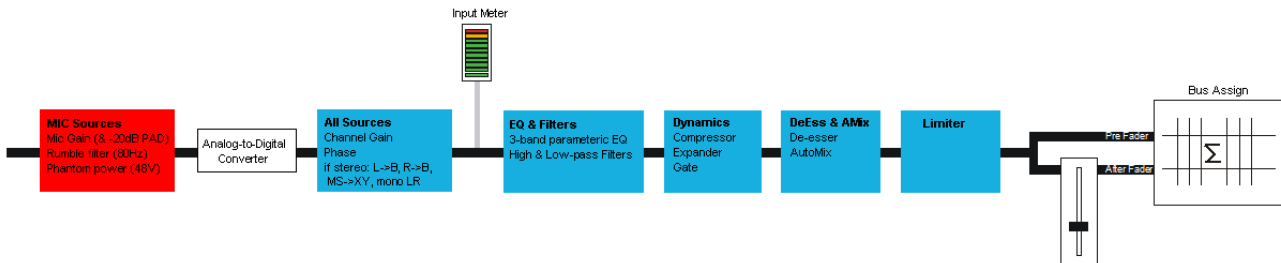 Input Meter
MIC Sources
Mic Gain (& -20dB PAD)
Rumble filter (80Hz)
Phantom power (48V)
Analog-to-Digital
Converter
All Sources
Channel Gain
Phase
if stereo: L->B, R->B,
MS->XY, mono LR
EQ & Filters
3-band parameteric EQ
High & Low-pass Filters
Dynamics
Compressor
Expander
Gate
DeEss & AMix
De-esser
AutoMix
Limiter
Bus Assign
Pre Fader
After Fader
Σ